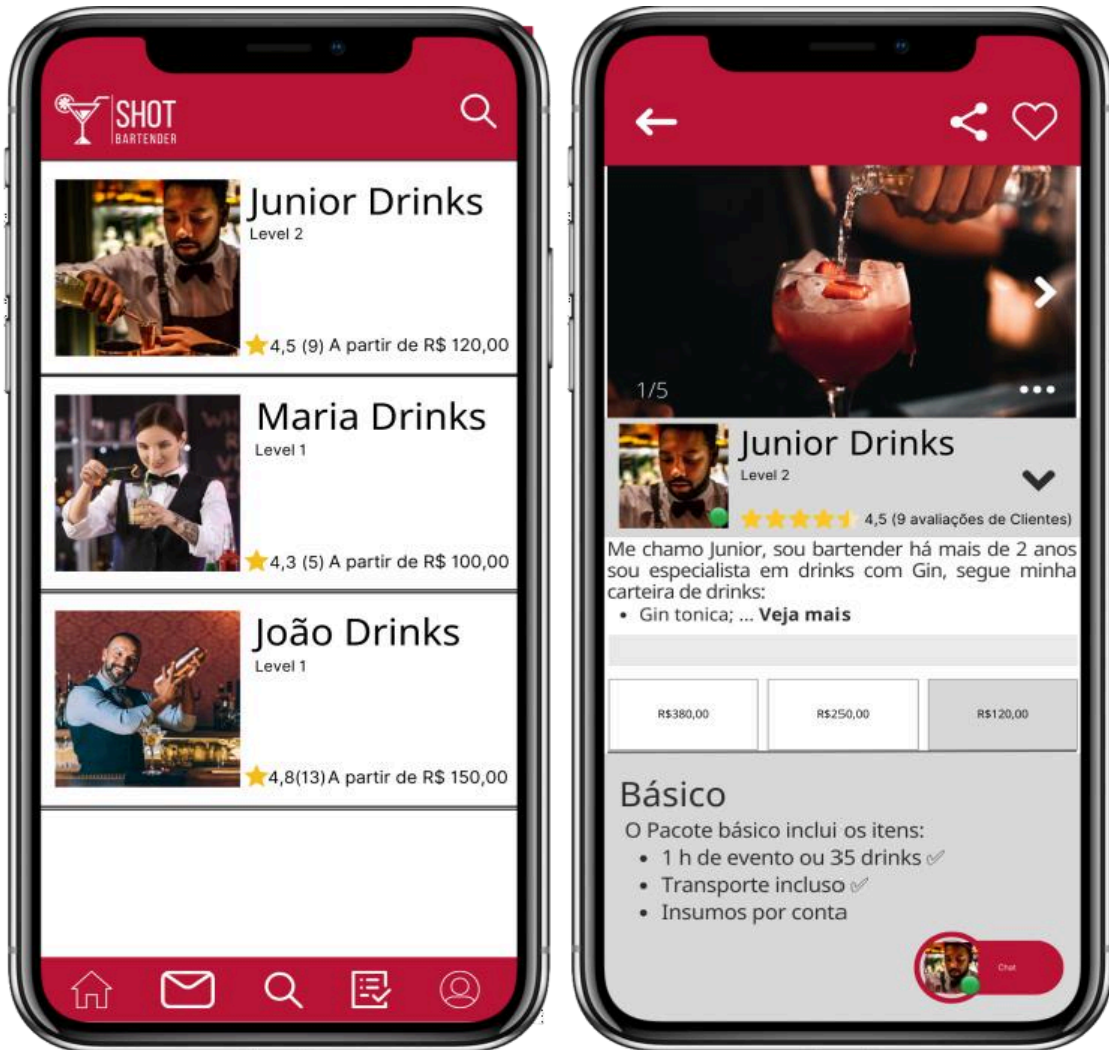 SHOT
BARTENDER
Junior Drinks
Level 2
4,5 (9) A partir de R$ 120,00
Maria Drinks
Level 1
4,3 (5) A partir de R$ 100,00
João Drinks
Level 1
4,8(13) A partir de R$ 150,00
1/5
Junior Drinks
Level 2
4,5 (9 avaliações de Clientes)
Me chamo Junior, sou bartender há mais de 2 anos
sou especialista em drinks com Gin, segue minha
carteira de drinks:
• Gin tonica; ... Veja mais
R$380,00 R$250,00 R$120,00
Básico
O Pacote básico inclui os itens:
• 1 h de evento ou 35 drinks ✅
• Transporte incluso ✅
• Insumos por conta
Chat